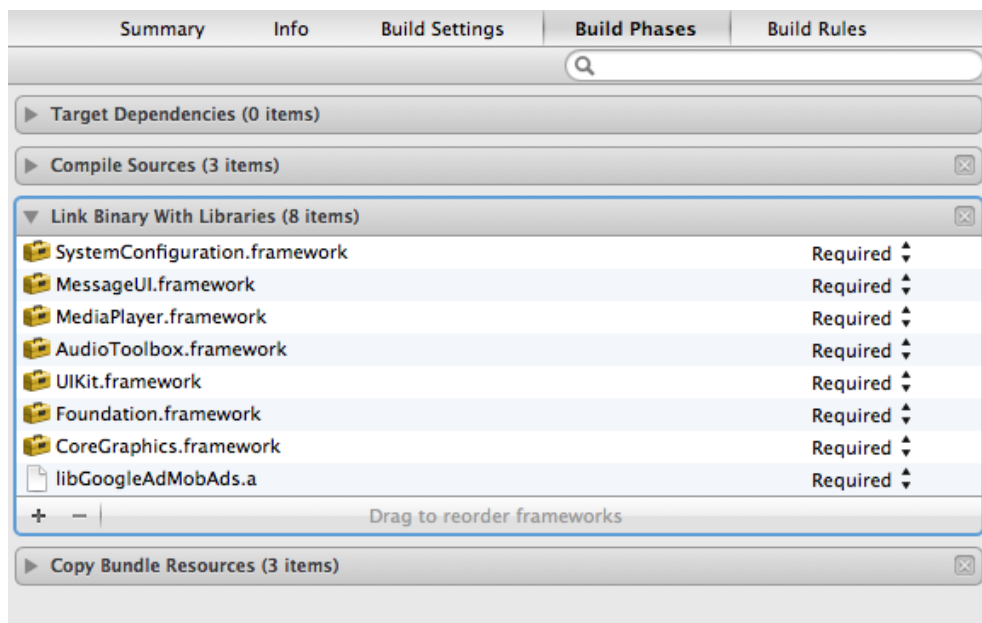 Summary Info Build Settings Build Phases Build Rules
Target Dependencies (0 items)
Compile Sources (3 items)
Link Binary With Libraries (8 items)
SystemConfiguration.framework Required
MessageUI.framework Required
MediaPlayer.framework Required
AudioToolbox.framework Required
UIKit.framework Required
Foundation.framework Required
CoreGraphics.framework Required
libGoogleAdMobAds.a Required
+ − Drag to reorder frameworks
Copy Bundle Resources (3 items)